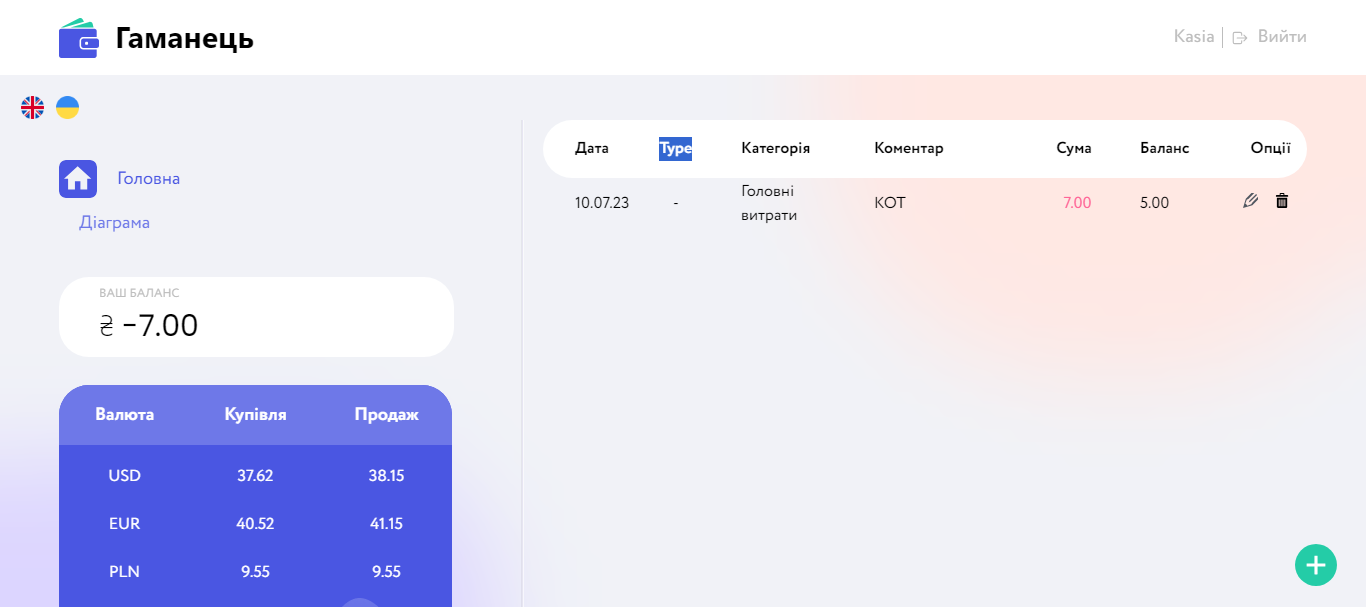 Гаманець
Kasia Вийти
Головна
Діаграма
ВАШ БАЛАНС
₴ -7.00
Валюта Купівля Продаж
USD 37.62 38.15
EUR 40.52 41.15
PLN 9.55 9.55
Дата Type Категорія Коментар Сума Баланс Опції
10.07.23 - Головні витрати КОТ 7.00 5.00
+